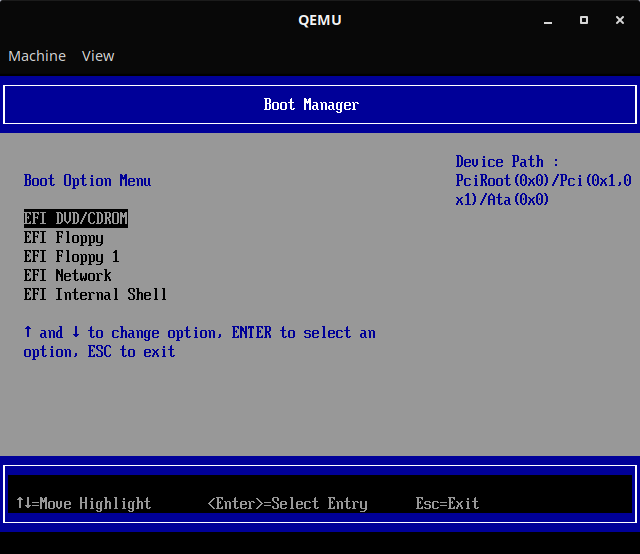 QEMU
Machine View
Boot Manager
Boot Option Menu
EFI DVD/CDROM
EFI Floppy
EFI Floppy 1
EFI Network
EFI Internal Shell
↑ and ↓ to change option, ENTER to select an
option, ESC to exit
Device Path :
PciRoot(0x0)/Pci(0x1,0
x1)/Ata(0x0)
↑↓=Move Highlight <Enter>=Select Entry Esc=Exit